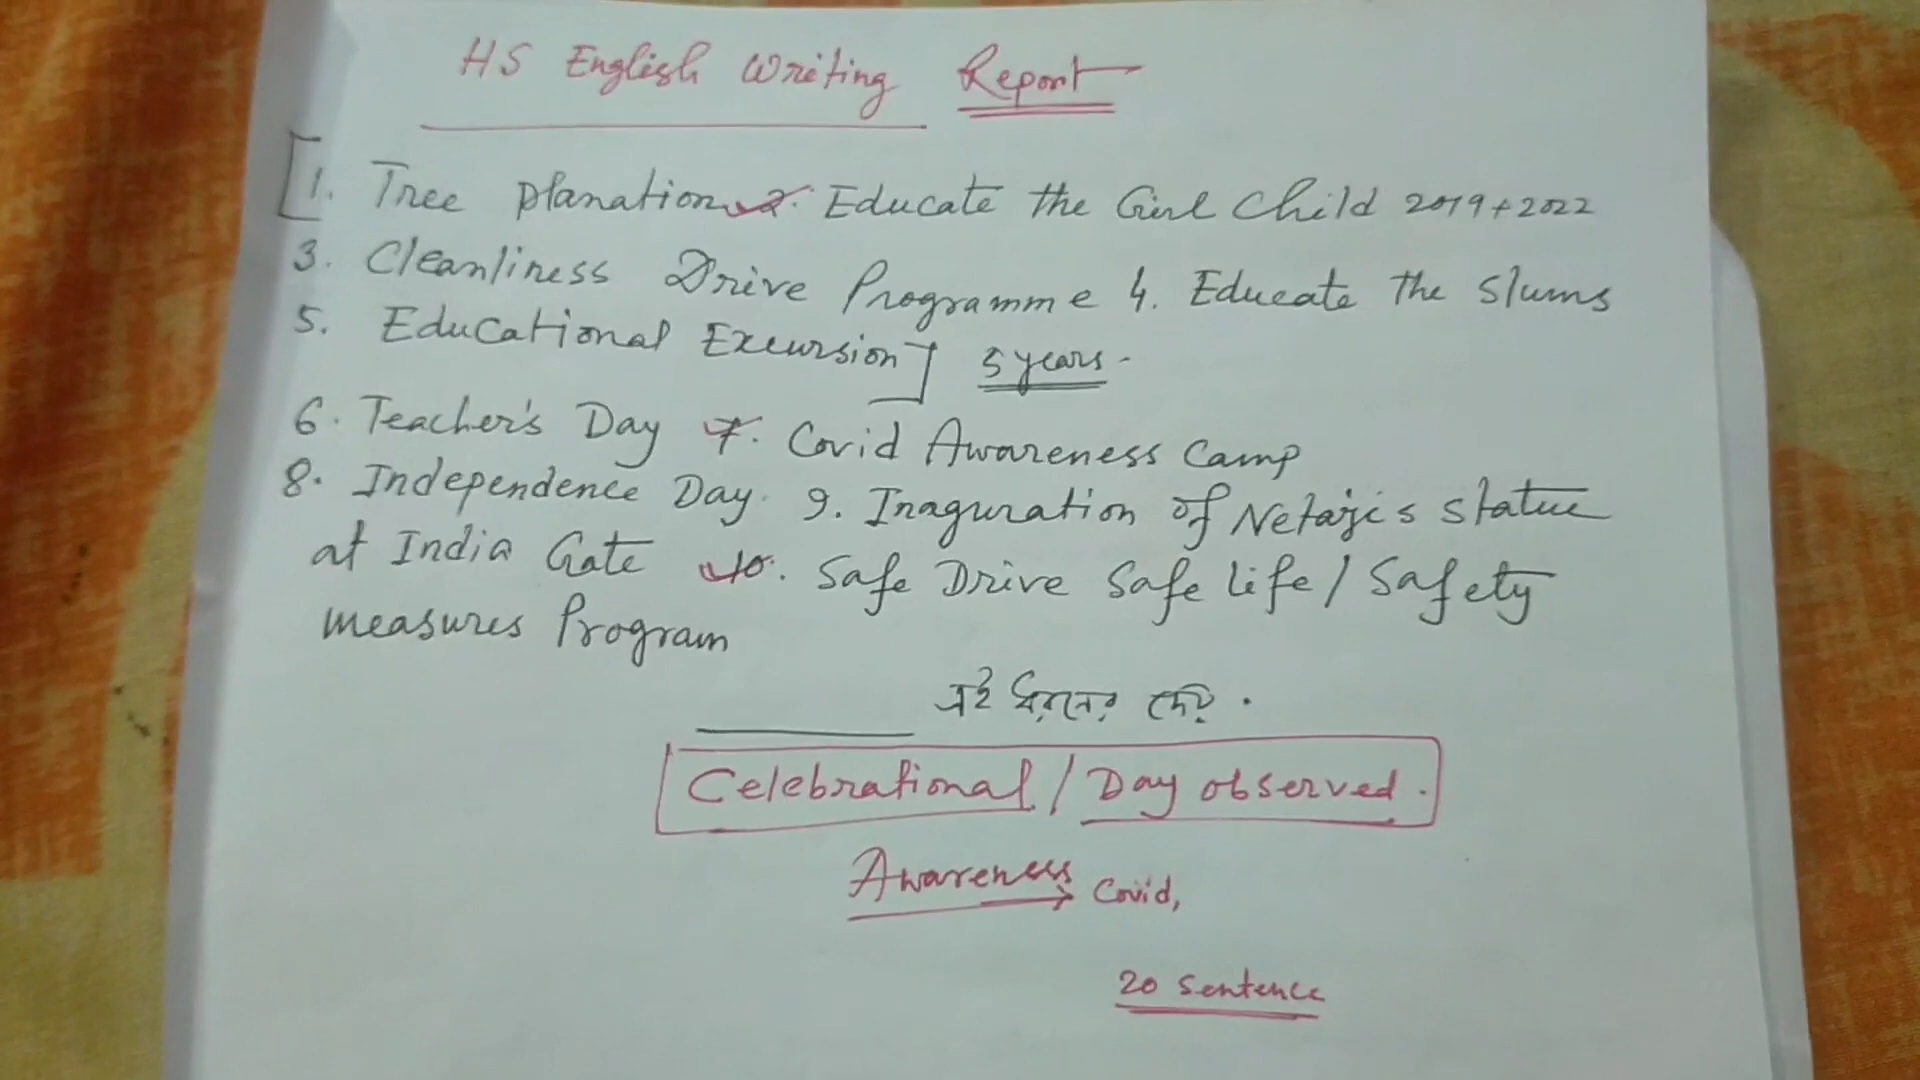 HS English Writing Report
1. Tree planation 2. Educate the Girl Child 2019+2022
3. Cleanliness Drive Programme 4. Educate The Slums
5. Educational Excursion] 5 years-
6. Teacher's Day 7. Covid Awareness Camp
8. Independence Day. 9. Inaguration of Netaji's Statue
at India Gate 10. Safe Drive Safe life / Safety
measures Program
এই ধরনের দেয়.
Celebrational / Day observed.
Awareness → Covid,
20 Sentence